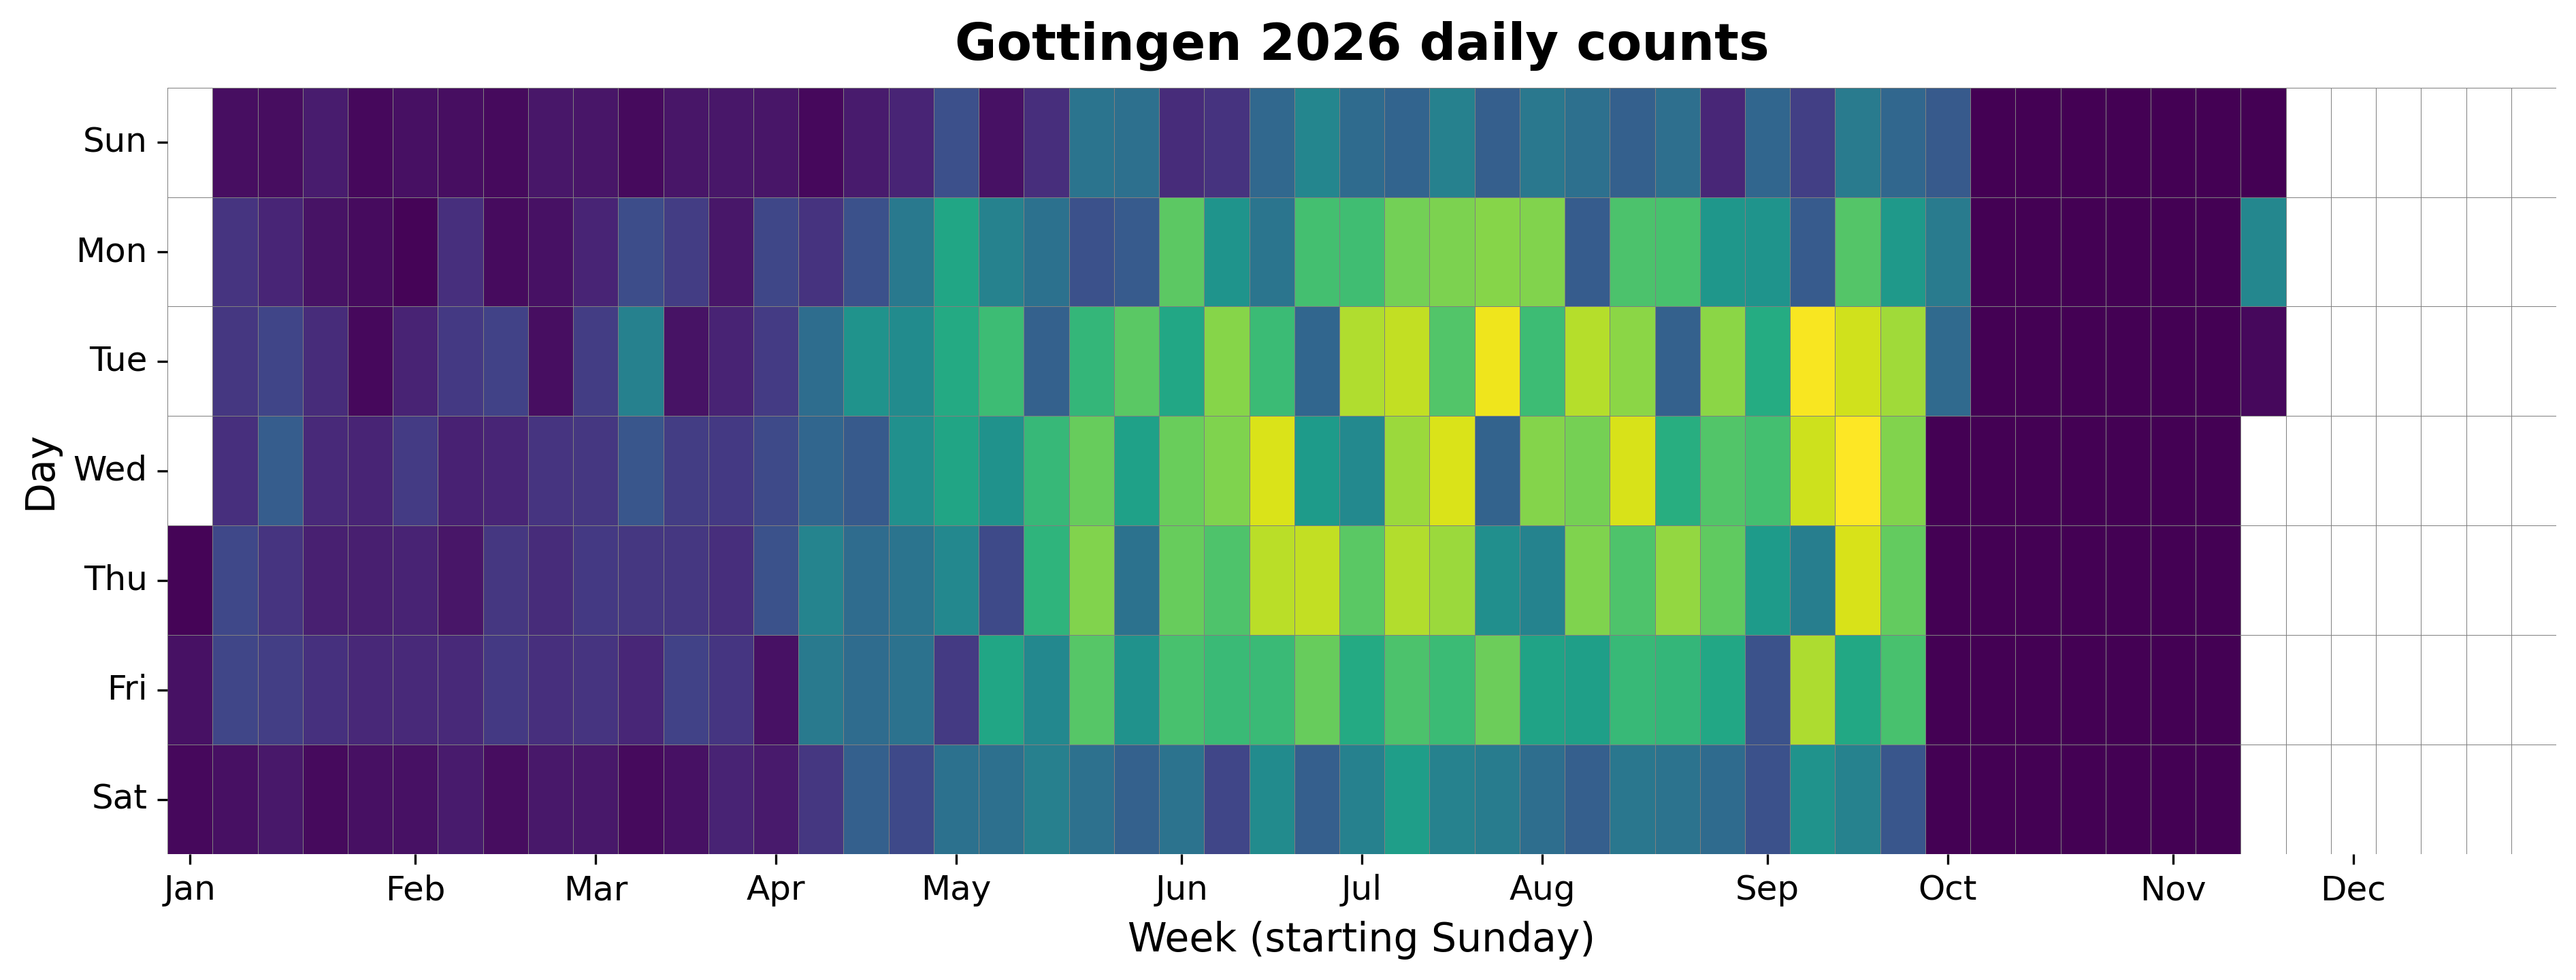 Gottingen 2026 daily counts
Sun
Mon
Tue
Wed
Thu
Fri
Sat
Day
Jan Feb Mar Apr May Jun Jul Aug Sep Oct Nov Dec
Week (starting Sunday)